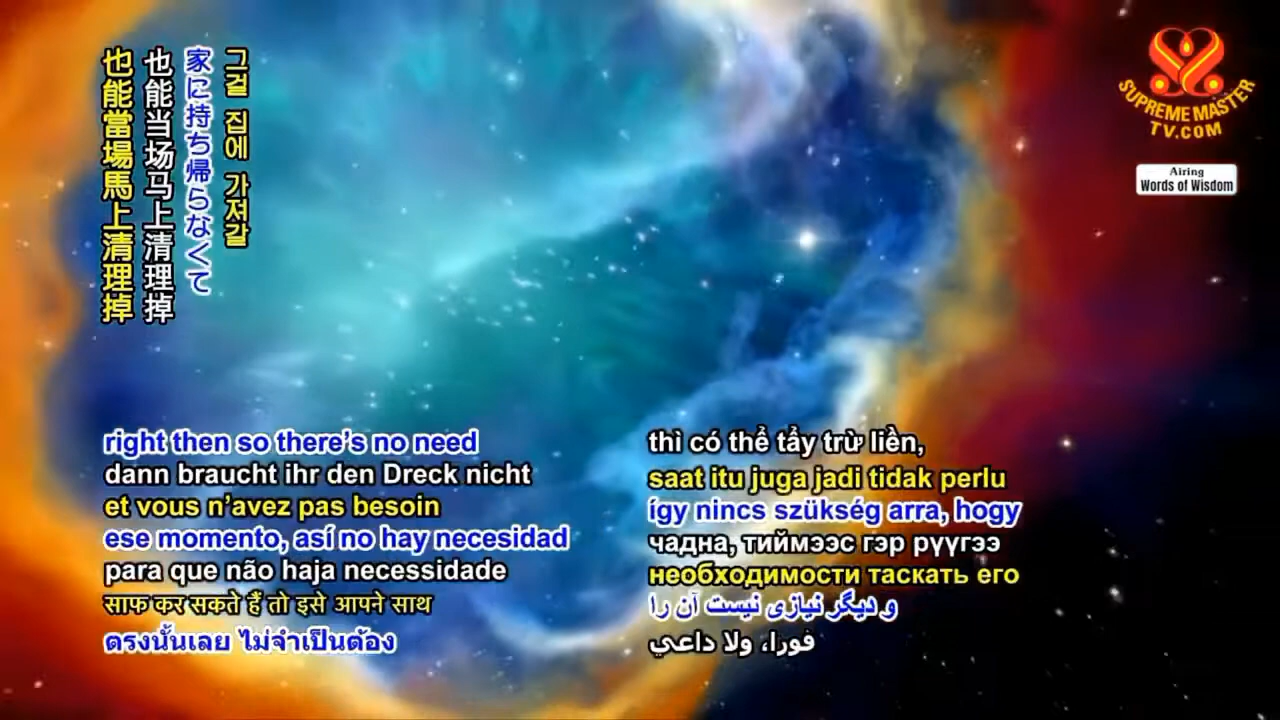 也能當場馬上清理掉
也能当场马上清理掉
家に持ち帰らなくて
그걸 집에 가져갈
SUPREME MASTER
TV.COM
Airing
Words of Wisdom
right then so there's no need
dann braucht ihr den Dreck nicht
et vous n'avez pas besoin
ese momento, así no hay necesidad
para que não haja necessidade
साफ कर सकते हैं तो इसे आपने साथ
ตรงนั้นเลย ไม่จำเป็นต้อง
thì có thể tẩy trừ liền,
saat itu juga jadi tidak perlu
így nincs szükség arra, hogy
чадна, тиймээс гэр рүүгээ
необходимости таскать его
و دیگر نیازی نیست آن را
فورا، ولا داعي